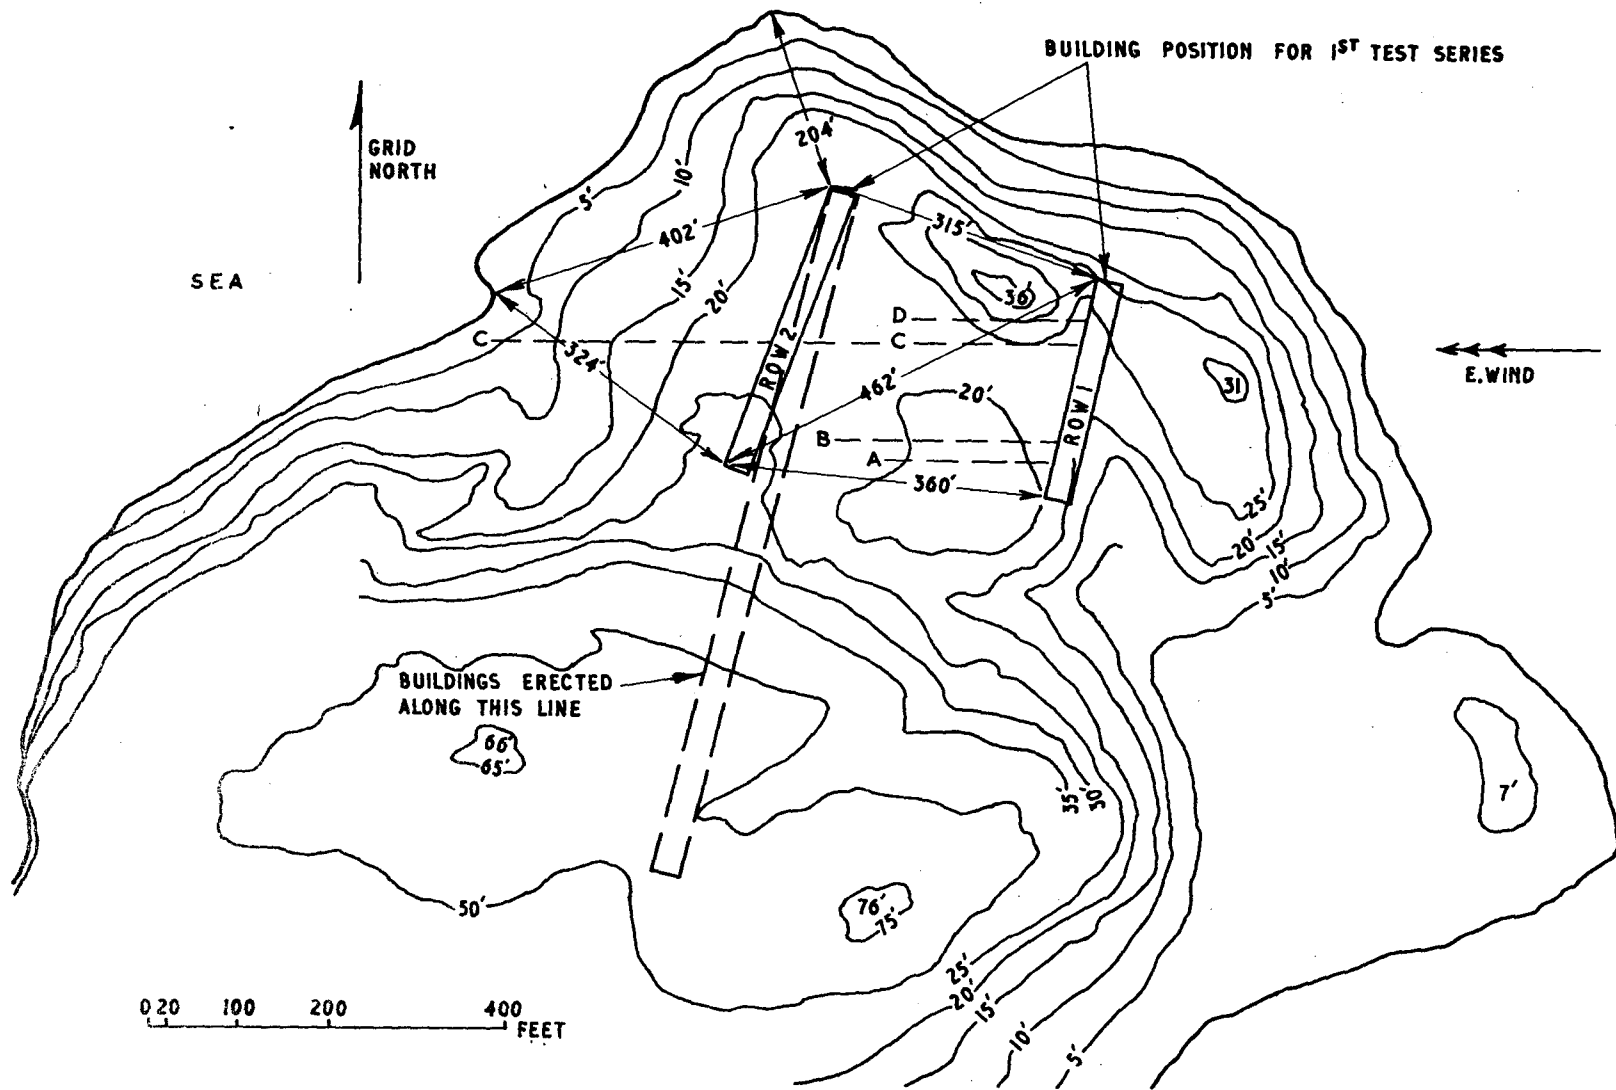 BUILDING POSITION FOR 1ST TEST SERIES
GRID
NORTH
204'
10'
5'
402'
315'
SEA
15'
20'
36'
D
C
C
324'
ROW 2
462'
20'
31
E. WIND
ROW 1
B
A
360'
25'
20'
15'
10'
5'
BUILDINGS ERECTED
ALONG THIS LINE
66'
65'
35'
30'
7'
50'
76'
75'
25'
20'
15'
10'
5'
0 20 100 200 400
FEET